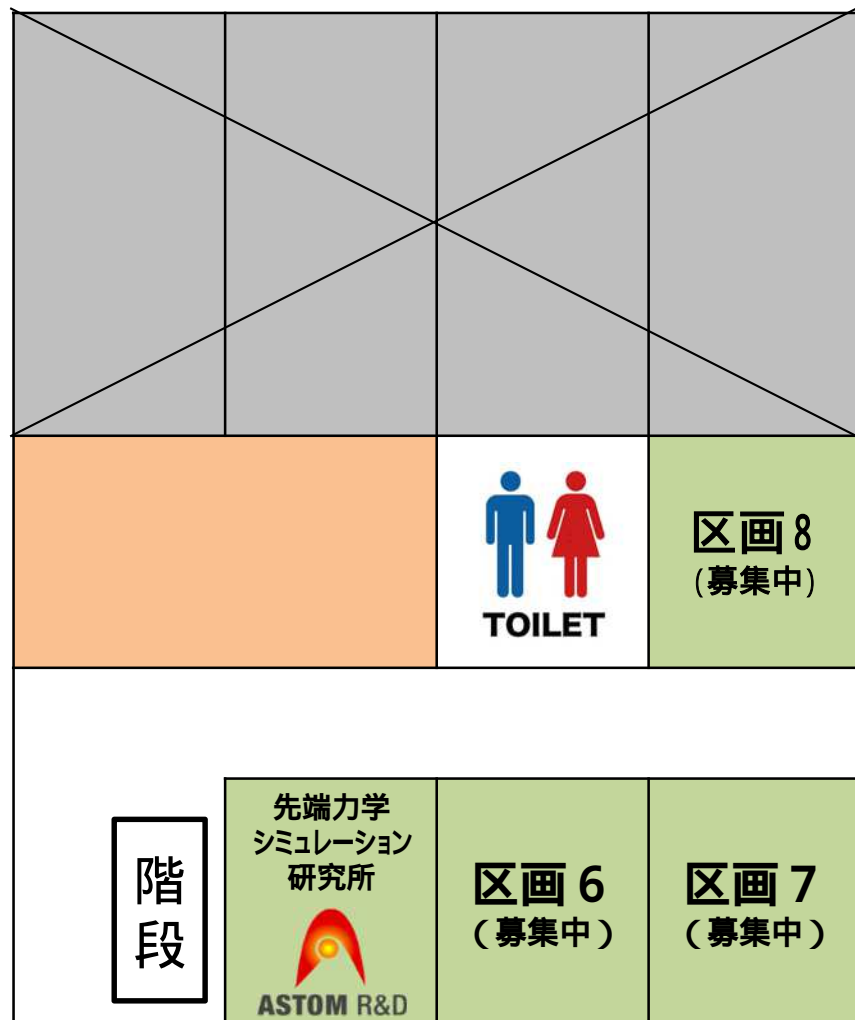 TOILET
区画8
(募集中)
階段
先端力学
シミュレーション
研究所
ASTOM R&D
区画6
(募集中)
区画7
(募集中)